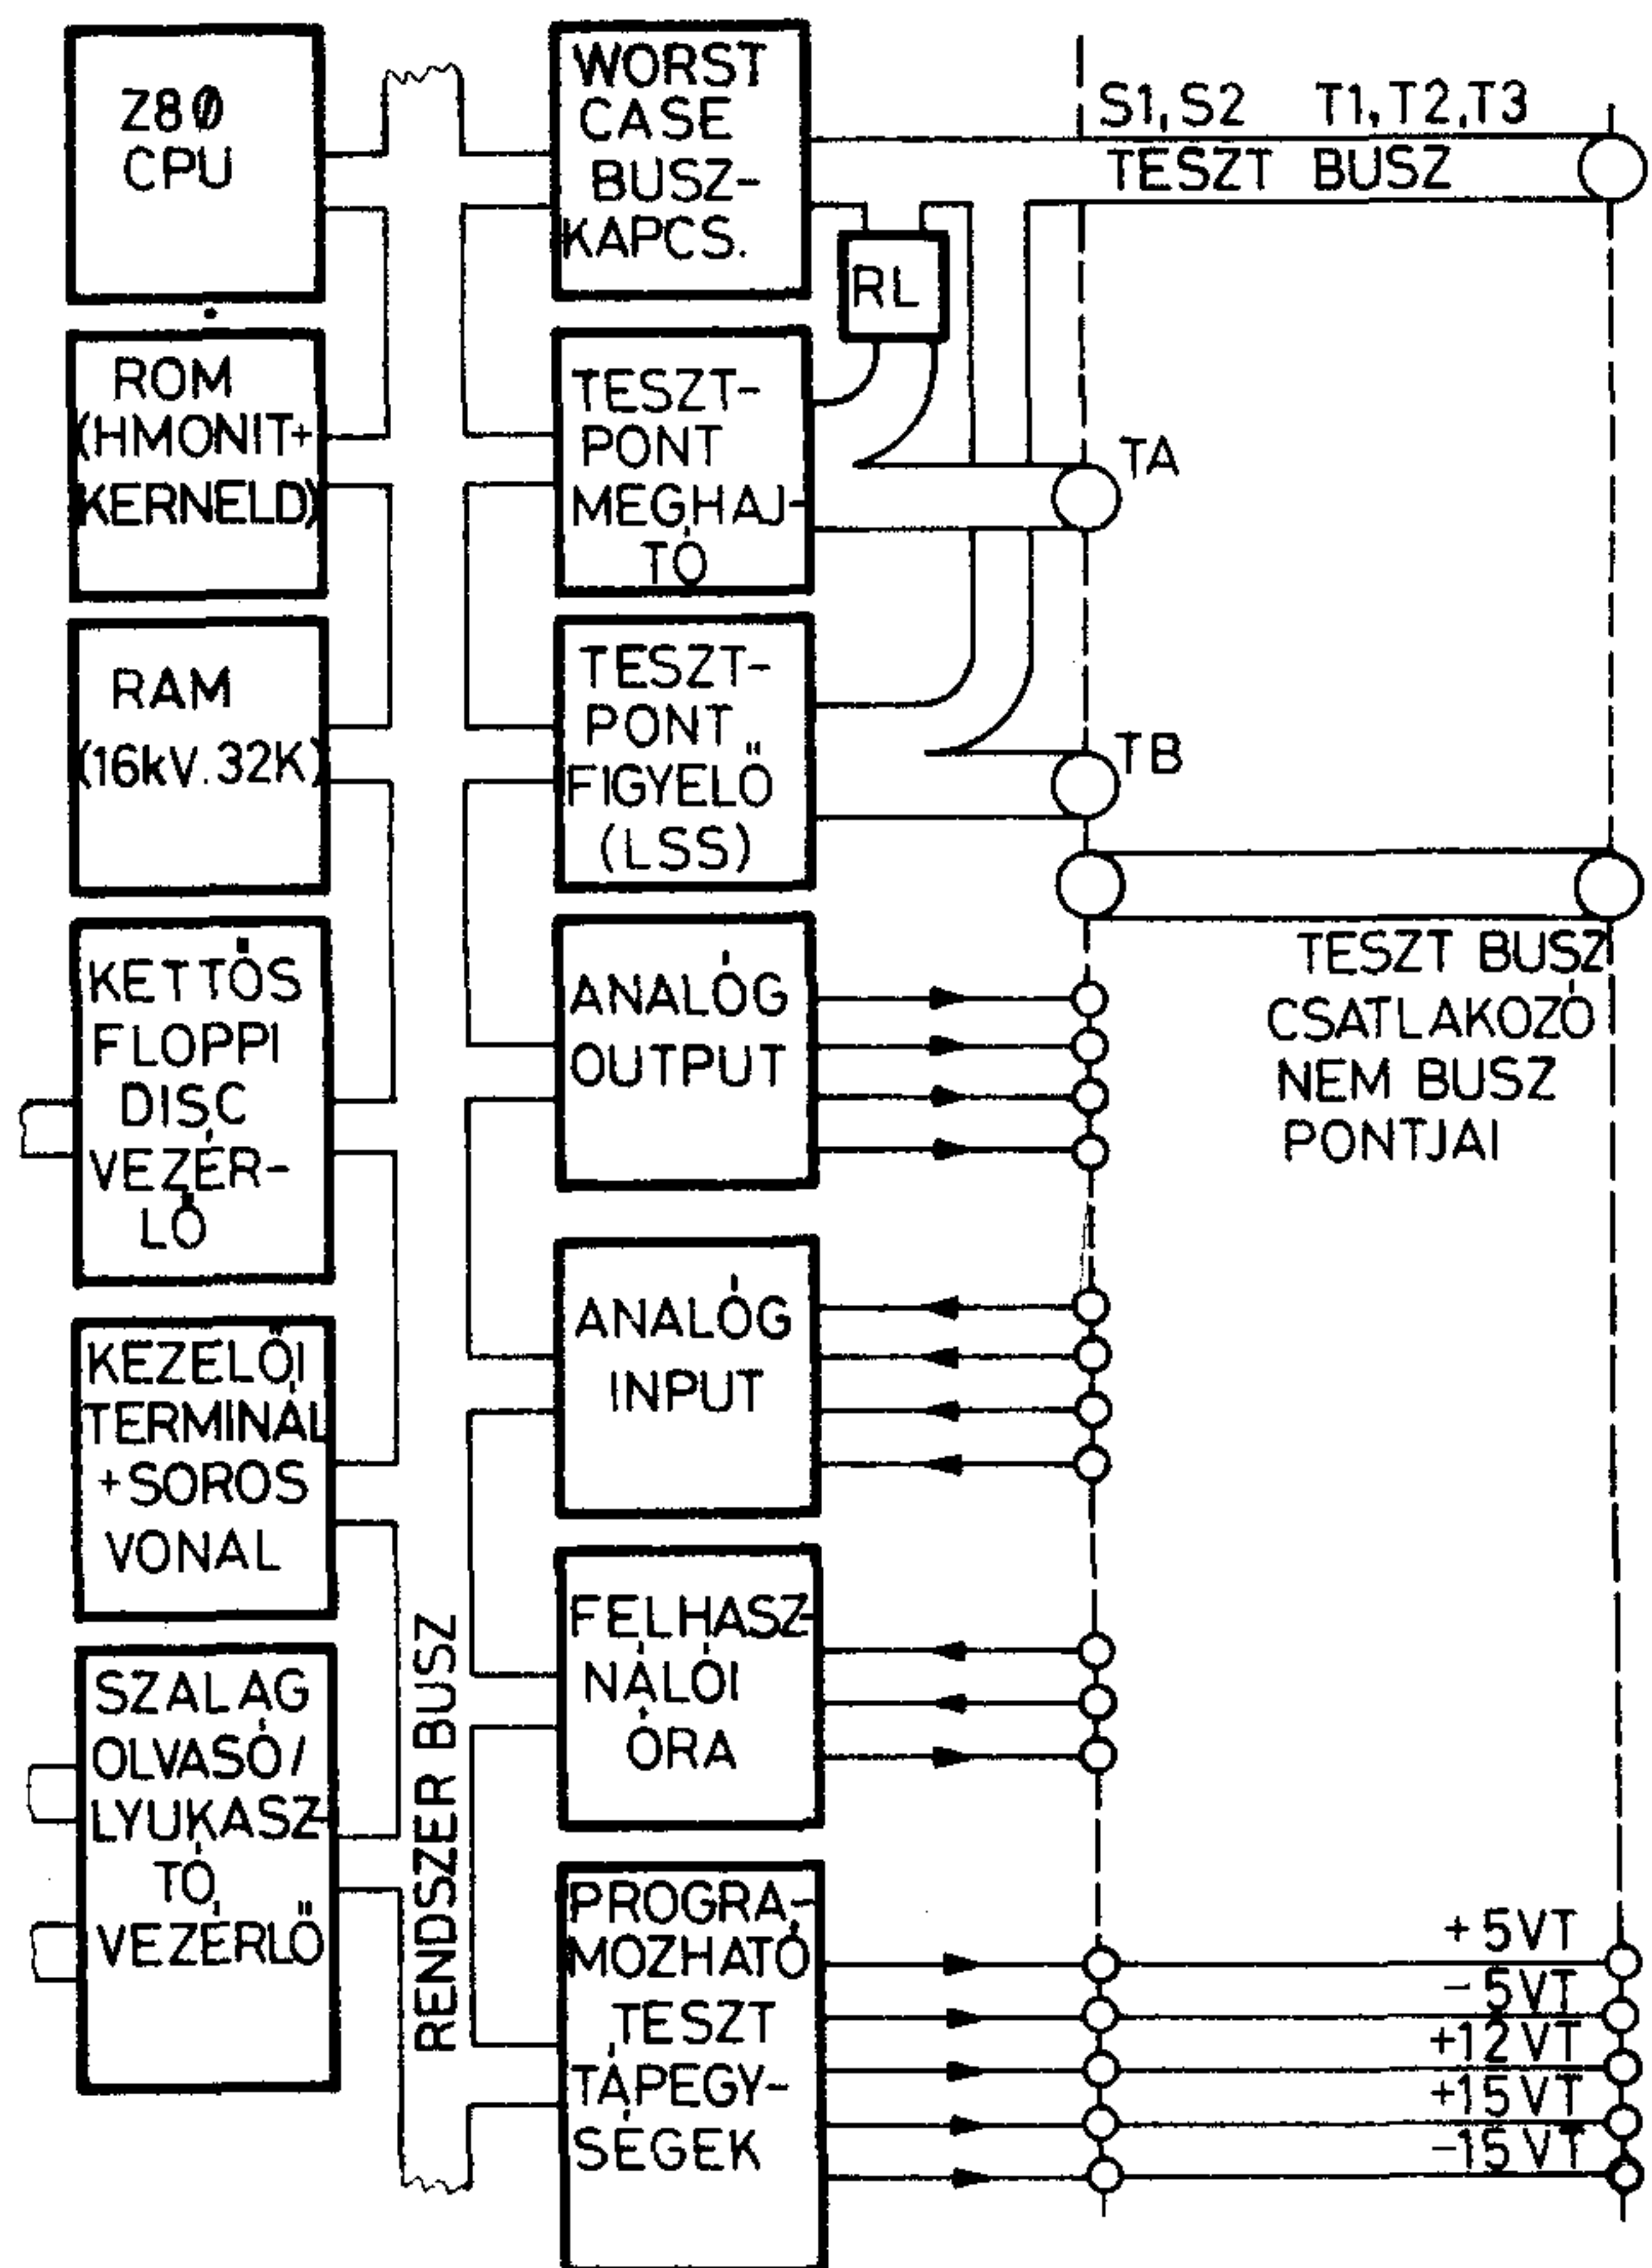 Z80
CPU
ROM
(HMONIT+
KERNELD)
RAM
(16kV.32K)
KETTŐS
FLOPPI
DISC
VEZÉR-
LŐ
KEZELŐI
TERMINÁL
+SOROS
VONAL
SZALAG
OLVASÓ/
LYUKASZ-
TÓ
VEZÉRLŐ
RENDSZER BUSZ
WORST
CASE
BUSZ-
KAPCS.
RL
TESZT-
PONT
MEGHAJ-
TÓ
TESZT-
PONT
FIGYELŐ
(LSS)
ANALÓG
OUTPUT
ANALÓG
INPUT
FELHASZ-
NÁLÓI
ÓRA
PROGRA-
MOZHATÓ
TESZT
TÁPEGY-
SÉGEK
S1,S2 T1,T2,T3
TESZT BUSZ
TA
TB
TESZT BUSZ
CSATLAKOZÓ
NEM BUSZ
PONTJAI
+5VT
-5VT
+12VT
+15VT
-15VT